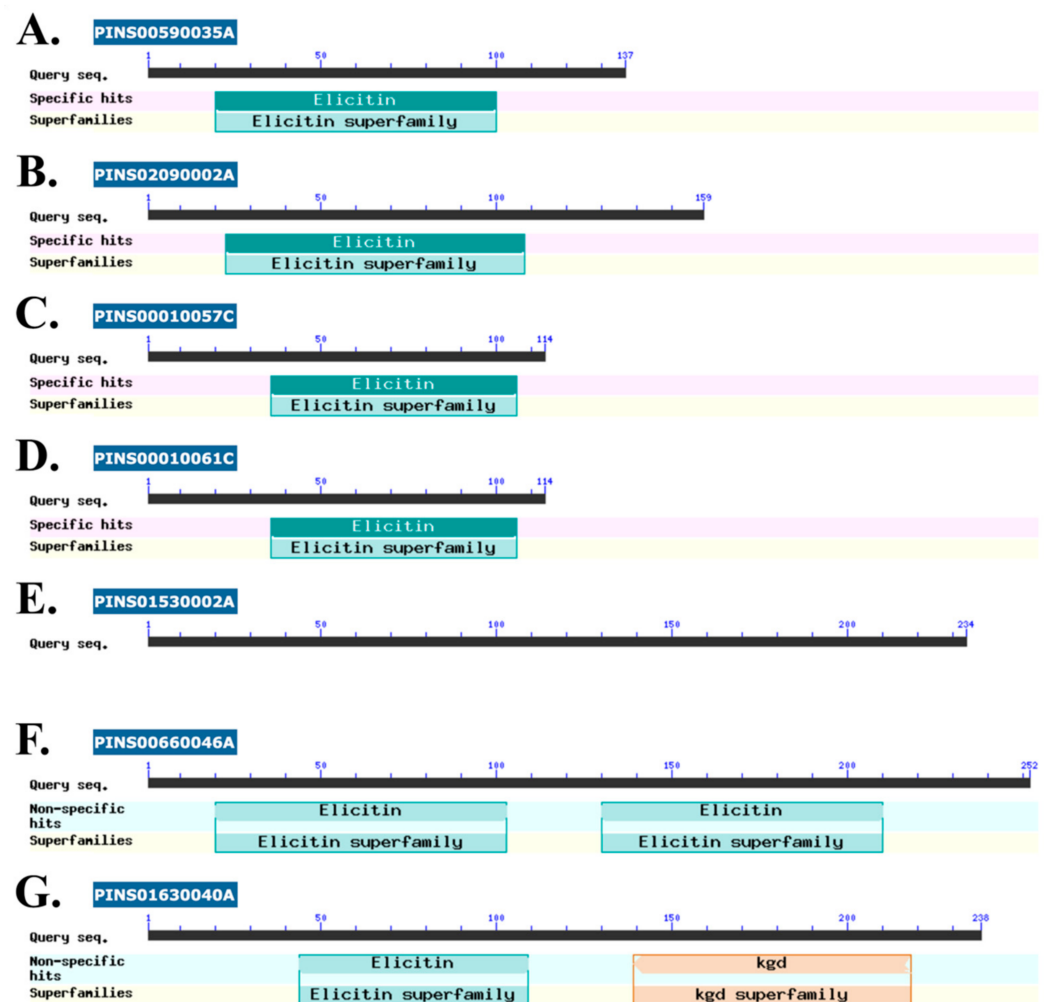 A. PINS00590035A
1 50 100 137
Query seq.
Specific hits Elicitin
Superfamilies Elicitin superfamily
B. PINS02090002A
1 50 100 159
Query seq.
Specific hits Elicitin
Superfamilies Elicitin superfamily
C. PINS00010057C
1 50 100 114
Query seq.
Specific hits Elicitin
Superfamilies Elicitin superfamily
D. PINS00010061C
1 50 100 114
Query seq.
Specific hits Elicitin
Superfamilies Elicitin superfamily
E. PINS01530002A
1 50 100 150 200 234
Query seq.
F. PINS00660046A
1 50 100 150 200 252
Query seq.
Non-specific Elicitin Elicitin
hits
Superfamilies Elicitin superfamily Elicitin superfamily
G. PINS01630040A
1 50 100 150 200 238
Query seq.
Non-specific Elicitin kgd
hits
Superfamilies Elicitin superfamily kgd superfamily